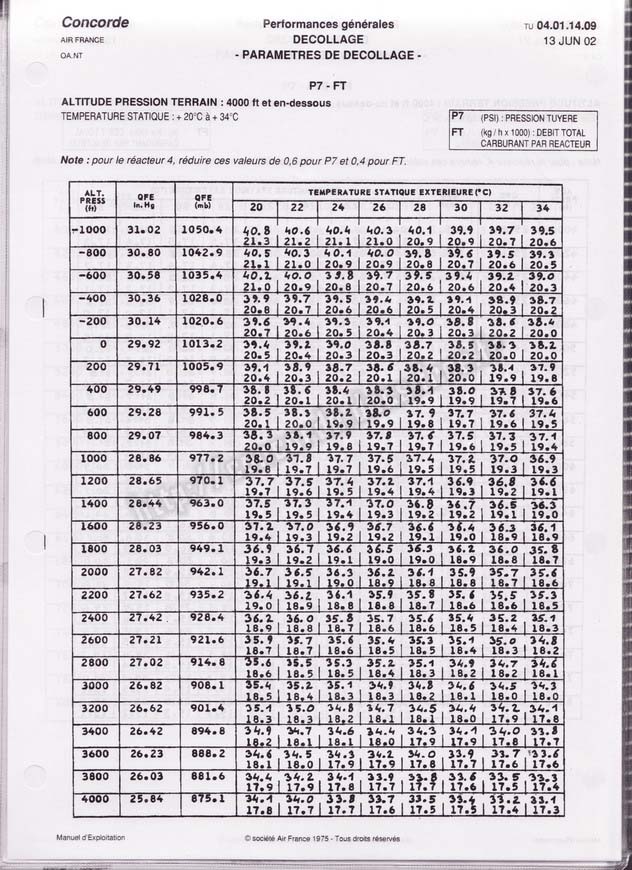 Concorde
AIR FRANCE
OA.NT
Performances générales
DECOLLAGE
- PARAMETRES DE DECOLLAGE -
TU 04.01.14.09
13 JUN 02
P7 - FT
ALTITUDE PRESSION TERRAIN : 4000 ft et en-dessous
TEMPERATURE STATIQUE : + 20°C à + 34°C
P7 (PSI) : PRESSION TUYERE
FT (kg / h x 1000) : DEBIT TOTAL
CARBURANT PAR REACTEUR
Note : pour le réacteur 4, réduire ces valeurs de 0,6 pour P7 et 0,4 pour FT.
ALT. PRESS (ft) QFE In. Hg QFE (mb) TEMPERATURE STATIQUE EXTERIEURE (°C)
20 22 24 26 28 30 32 34
-1000 31.02 1050.4 40.8 40.6 40.4 40.3 40.1 39.9 39.7 39.5
21.3 21.2 21.1 21.0 20.9 20.9 20.7 20.6
-800 30.80 1042.9 40.5 40.3 40.1 40.0 39.8 39.6 39.5 39.3
21.1 21.0 20.9 20.9 20.8 20.7 20.6 20.5
-600 30.58 1035.4 40.2 40.0 39.8 39.7 39.5 39.4 39.2 39.0
21.0 20.9 20.8 20.7 20.6 20.6 20.4 20.3
-400 30.36 1028.0 39.9 39.7 39.5 39.4 39.2 39.1 38.9 38.7
20.8 20.7 20.6 20.6 20.5 20.4 20.3 20.2
-200 30.14 1020.6 39.6 39.4 39.3 39.1 39.0 38.8 38.6 38.4
20.7 20.6 20.5 20.4 20.3 20.3 20.2 20.0
0 29.92 1013.2 39.4 39.2 39.0 38.8 38.7 38.5 38.3 38.2
20.5 20.4 20.3 20.3 20.2 20.2 20.0 20.0
200 29.71 1005.9 39.1 38.9 38.7 38.6 38.4 38.3 38.1 37.9
20.4 20.3 20.2 20.1 20.1 20.0 19.9 19.8
400 29.49 998.7 38.8 38.6 38.4 38.3 38.1 38.0 37.8 37.6
20.2 20.1 20.1 20.0 19.9 19.9 19.7 19.6
600 29.28 991.5 38.5 38.3 38.2 38.0 37.9 37.7 37.6 37.4
20.1 20.0 19.9 19.9 19.8 19.7 19.6 19.5
800 29.07 984.3 38.3 38.1 37.9 37.8 37.6 37.5 37.3 37.1
20.0 19.9 19.8 19.7 19.7 19.6 19.5 19.4
1000 28.86 977.2 38.0 37.8 37.7 37.5 37.4 37.2 37.0 36.9
19.8 19.7 19.7 19.6 19.5 19.5 19.3 19.3
1200 28.65 970.1 37.7 37.5 37.4 37.2 37.1 36.9 36.8 36.6
19.7 19.6 19.5 19.4 19.4 19.3 19.2 19.1
1400 28.44 963.0 37.5 37.3 37.1 37.0 36.8 36.7 36.5 36.3
19.5 19.5 19.4 19.3 19.2 19.2 19.1 19.0
1600 28.23 956.0 37.2 37.0 36.9 36.7 36.6 36.4 36.3 36.1
19.4 19.3 19.2 19.2 19.1 19.0 18.9 18.9
1800 28.03 949.1 36.9 36.7 36.6 36.5 36.3 36.2 36.0 35.8
19.3 19.2 19.1 19.0 19.0 18.9 18.8 18.7
2000 27.82 942.1 36.7 36.5 36.3 36.2 36.1 35.9 35.7 35.6
19.1 19.1 19.0 18.9 18.8 18.8 18.7 18.6
2200 27.62 935.2 36.4 36.2 36.1 35.9 35.8 35.6 35.5 35.3
19.0 18.9 18.8 18.8 18.7 18.6 18.6 18.5
2400 27.42 928.4 36.2 36.0 35.8 35.7 35.6 35.4 35.2 35.1
18.9 18.8 18.7 18.6 18.6 18.5 18.4 18.3
2600 27.21 921.6 35.9 35.7 35.6 35.4 35.3 35.1 35.0 34.8
18.7 18.7 18.6 18.5 18.5 18.4 18.3 18.2
2800 27.02 914.8 35.6 35.5 35.3 35.2 35.1 34.9 34.7 34.6
18.6 18.5 18.5 18.4 18.3 18.2 18.2 18.1
3000 26.82 908.1 35.4 35.2 35.1 34.9 34.8 34.6 34.5 34.3
18.5 18.4 18.3 18.3 18.2 18.1 18.0 18.0
3200 26.62 901.4 35.1 35.0 34.8 34.7 34.5 34.4 34.2 34.1
18.3 18.3 18.2 18.1 18.1 18.0 17.9 17.8
3400 26.42 894.8 34.9 34.7 34.6 34.4 34.3 34.1 34.0 33.9
18.2 18.1 18.1 18.0 17.9 17.9 17.8 17.7
3600 26.23 888.2 34.6 34.5 34.3 34.2 34.0 33.9 33.7 33.6
18.1 18.0 17.9 17.9 17.8 17.7 17.6 17.6
3800 26.03 881.6 34.4 34.2 34.1 33.9 33.8 33.6 33.5 33.3
17.9 17.9 17.8 17.7 17.7 17.6 17.5 17.4
4000 25.84 875.1 34.1 34.0 33.8 33.7 33.5 33.4 33.2 33.1
17.8 17.7 17.7 17.6 17.5 17.5 17.4 17.3
Manuel d'Exploitation
© société Air France 1975 - Tous droits réservés